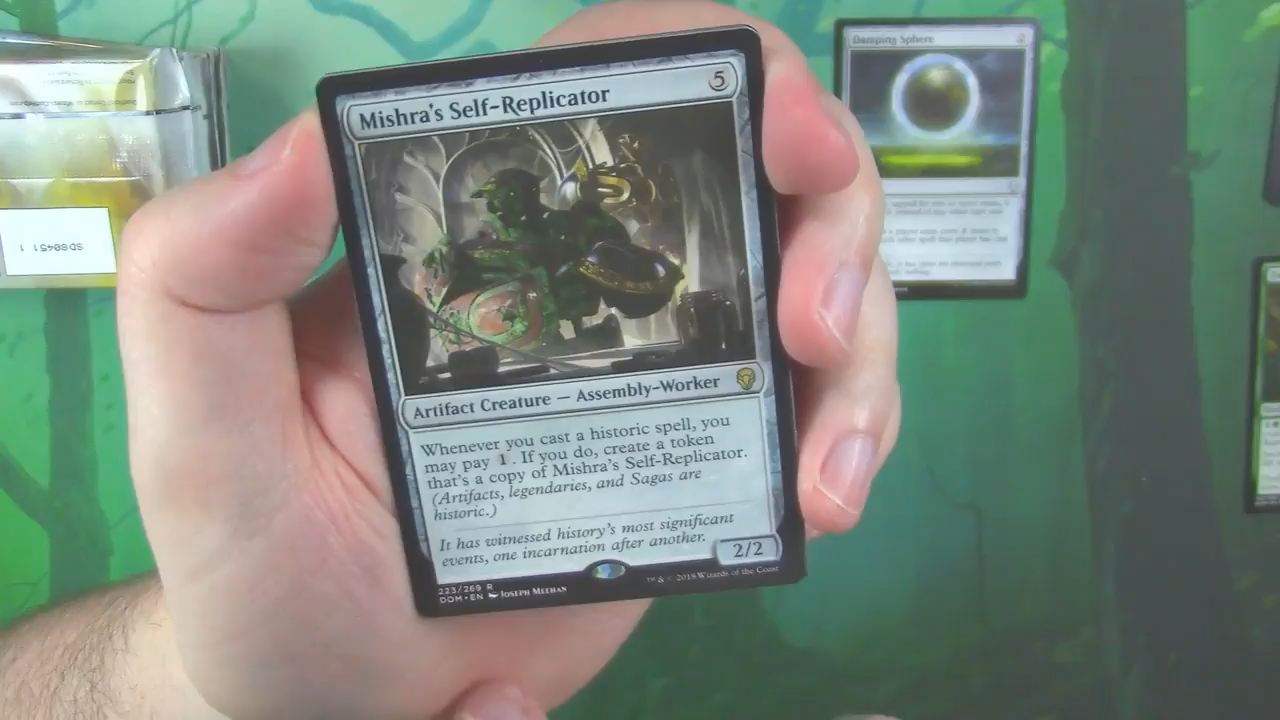 Mishra's Self-Replicator
5
Artifact Creature — Assembly-Worker
Whenever you cast a historic spell, you
may pay 1. If you do, create a token
that's a copy of Mishra's Self-Replicator.
(Artifacts, legendaries, and Sagas are
historic.)
It has witnessed history's most significant
events, one incarnation after another.
2/2
223/269 R
DOM • EN JOSEPH MEEHAN
™ & © 2018 Wizards of the Coast
Damping Sphere
2
SD80451 1